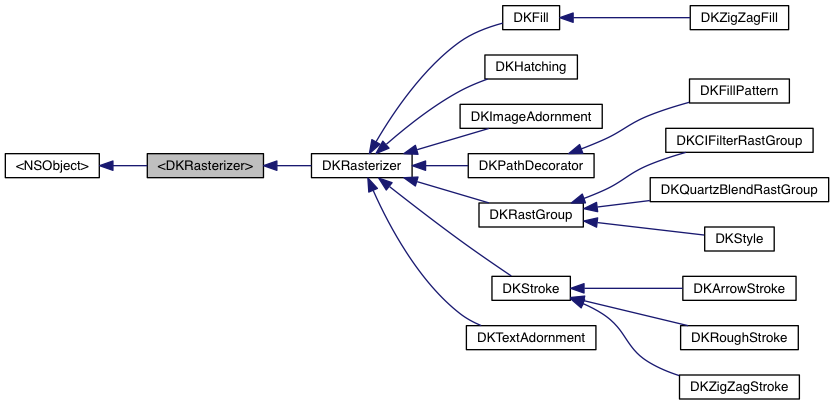 DKFill
DKZigZagFill
DKHatching
DKFillPattern
DKImageAdornment
DKCIFilterRastGroup
<NSObject>
<DKRasterizer>
DKRasterizer
DKPathDecorator
DKQuartzBlendRastGroup
DKRastGroup
DKStyle
DKStroke
DKArrowStroke
DKTextAdornment
DKRoughStroke
DKZigZagStroke